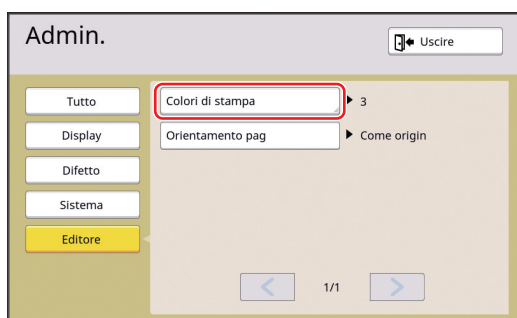 Admin.
Uscire
Tutto
Colori di stampa
3
Display
Orientamento pag
Come origin
Difetto
Sistema
Editore
1/1